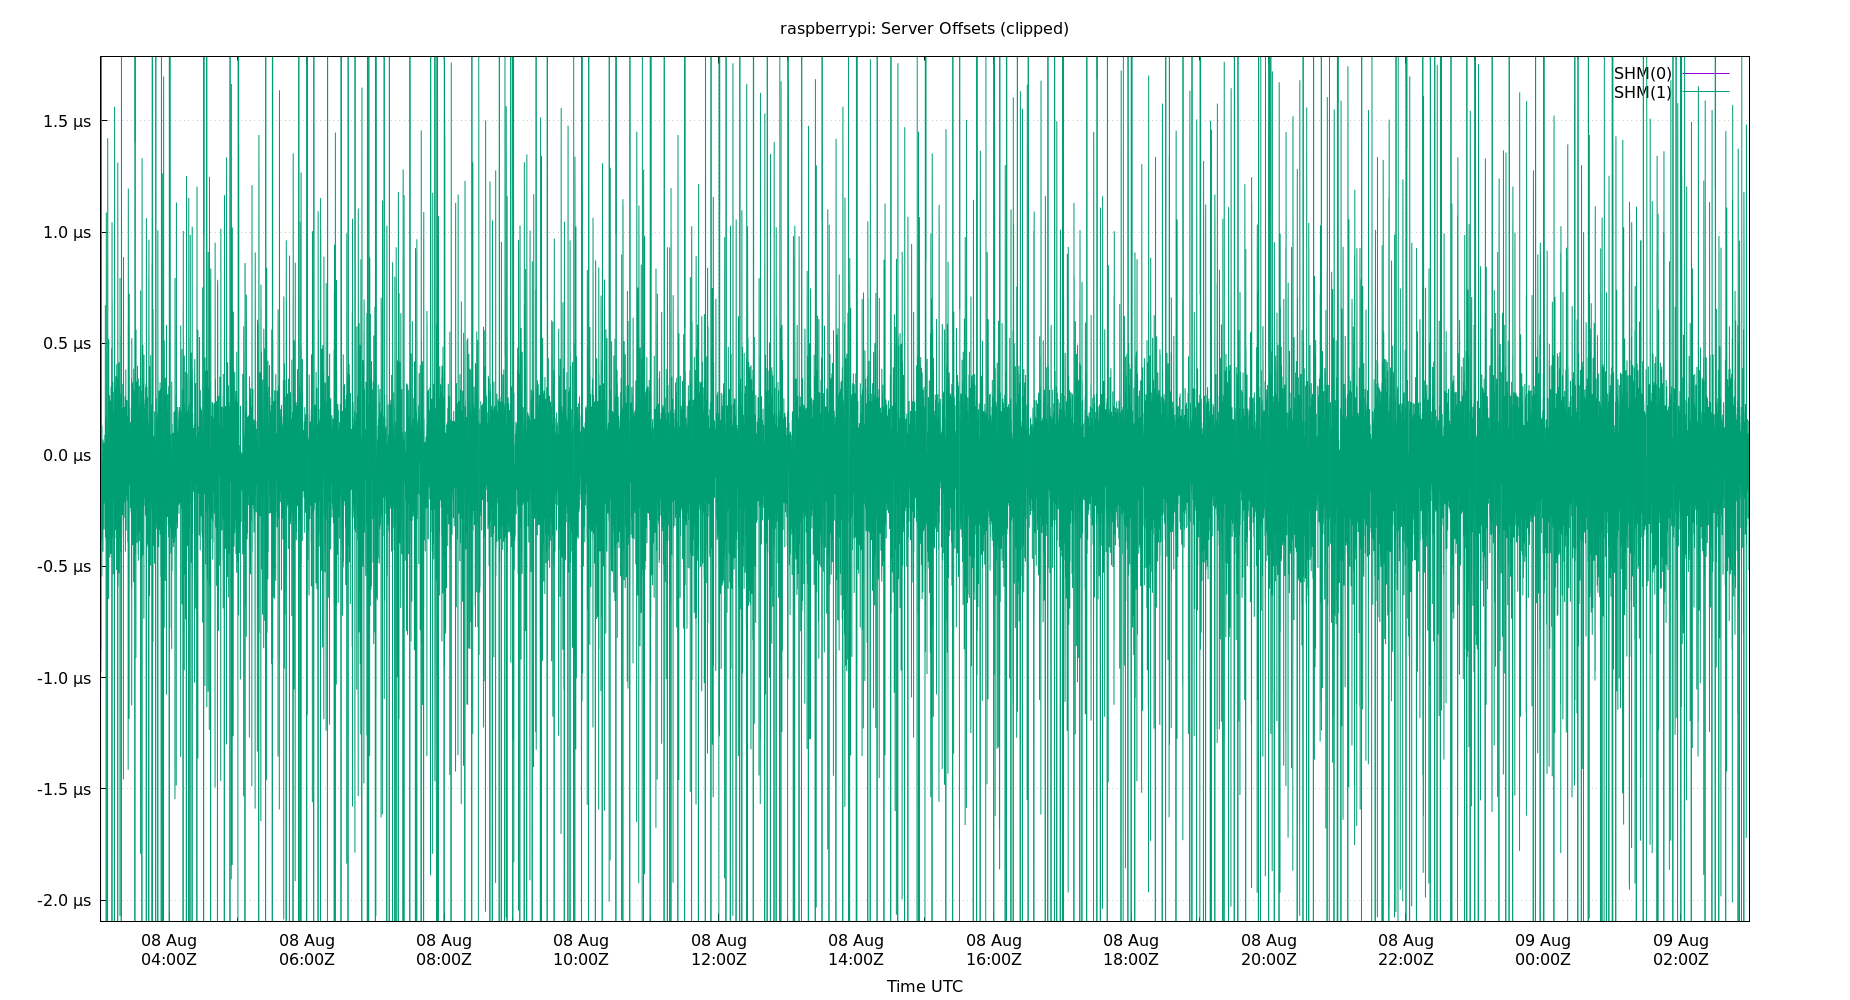 raspberrypi: Server Offsets (clipped)
SHM(0)
SHM(1)
1.5 µs
1.0 µs
0.5 µs
0.0 µs
-0.5 µs
-1.0 µs
-1.5 µs
-2.0 µs
08 Aug 08 Aug 08 Aug 08 Aug 08 Aug 08 Aug 08 Aug 08 Aug 08 Aug 08 Aug 09 Aug 09 Aug
04:00Z 06:00Z 08:00Z 10:00Z 12:00Z 14:00Z 16:00Z 18:00Z 20:00Z 22:00Z 00:00Z 02:00Z
Time UTC